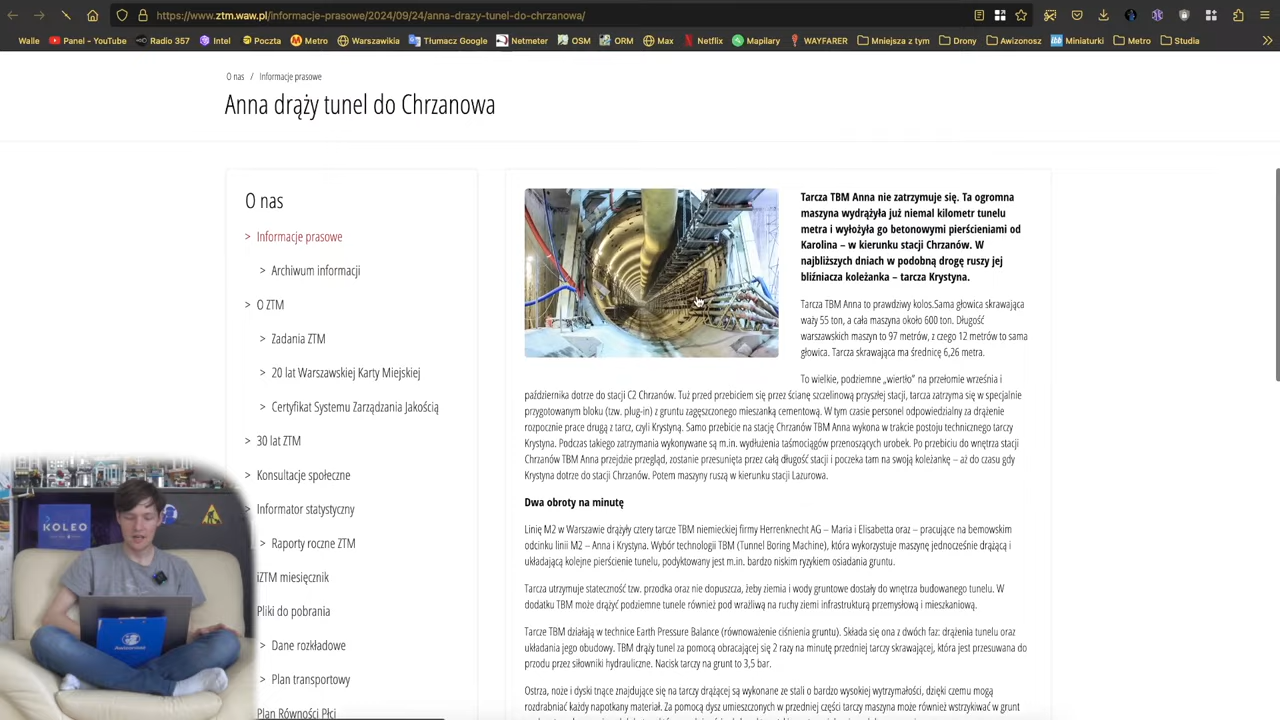 https://www.ztm.waw.pl/informacje-prasowe/2024/09/24/anna-drazy-tunel-do-chrzanowa/
Walle Panel - YouTube Radio 357 Intel Poczta Metro Warszawikia Tłumacz Google Netmeter OSM ORM Max Netflix Mapilary WAYFARER Mniejsza z tym Drony Awizonosz Miniaturki Metro Studia
O nas / Informacje prasowe
Anna drąży tunel do Chrzanowa
O nas
> Informacje prasowe
> Archiwum informacji
> O ZTM
> Zadania ZTM
> 20 lat Warszawskiej Karty Miejskiej
> Certyfikat Systemu Zarządzania Jakością
> 30 lat ZTM
> Konsultacje społeczne
> Informator statystyczny
> Raporty roczne ZTM
iZTM miesięcznik
Pliki do pobrania
> Dane rozkładowe
> Plan transportowy
Plan Równości Płci
Tarcza TBM Anna nie zatrzymuje się. Ta ogromna
maszyna wydrążyła już niemal kilometr tunelu
metra i wyłożyła go betonowymi pierścieniami od
Karolina – w kierunku stacji Chrzanów. W
najbliższych dniach w podobną drogę ruszy jej
bliźniacza koleżanka – tarcza Krystyna.
Tarcza TBM Anna to prawdziwy kolos.Sama głowica skrawająca
waży 55 ton, a cała maszyna około 600 ton. Długość
warszawskich maszyn to 97 metrów, z czego 12 metrów to sama
głowica. Tarcza skrawająca ma średnicę 6,26 metra.
To wielkie, podziemne „wiertło” na przełomie września i
października dotrze do stacji C2 Chrzanów. Tuż przed przebiciem się przez ścianę szczelinową przyszłej stacji, tarcza zatrzyma się w specjalnie
przygotowanym bloku (tzw. plug-in) z gruntu zagęszczonego mieszanką cementową. W tym czasie personel odpowiedzialny za drążenie
rozpocznie prace drugą z tarcz, czyli Krystyną. Samo przebicie na stację Chrzanów TBM Anna wykona w trakcie postoju technicznego tarczy
Krystyna. Podczas takiego zatrzymania wykonywane są m.in. wydłużenia taśmociągów przenoszących urobek. Po przebiciu do wnętrza stacji
Chrzanów TBM Anna przejdzie przegląd, zostanie przesunięta przez całą długość stacji i poczeka tam na swoją koleżankę – aż do czasu gdy
Krystyna dotrze do stacji Chrzanów. Potem maszyny ruszą w kierunku stacji Lazurowa.
Dwa obroty na minutę
Linię M2 w Warszawie drążyły cztery tarcze TBM niemieckiej firmy Herrenknecht AG – Maria i Elisabetta oraz – pracujące na bemowskim
odcinku linii M2 – Anna i Krystyna. Wybór technologii TBM (Tunnel Boring Machine), która wykorzystuje maszynę jednocześnie drążącą i
układającą kolejne pierścienie tunelu, podyktowany jest m.in. bardzo niskim ryzykiem osiadania gruntu.
Tarcza utrzymuje stateczność tzw. przodka oraz nie dopuszcza, żeby ziemia i wody gruntowe dostały do wnętrza budowanego tunelu. W
dodatku TBM może drążyć podziemne tunele również pod wrażliwą na ruchy ziemi infrastrukturą przemysłową i mieszkaniową.
Tarcze TBM działają w technice Earth Pressure Balance (równoważenie ciśnienia gruntu). Składa się ona z dwóch faz: drążenia tunelu oraz
układania jego obudowy. TBM drąży tunel za pomocą obracającej się 2 razy na minutę przedniej tarczy skrawającej, która jest przesuwana do
przodu przez siłowniki hydrauliczne. Nacisk tarczy na grunt to 3,5 bar.
Ostrza, noże i dyski tnące znajdujące się na tarczy drążącej są wykonane ze stali o bardzo wysokiej wytrzymałości, dzięki czemu mogą
rozdrabniać każdy napotkany materiał. Za pomocą dysz umieszczonych w przedniej części tarczy maszyna może również wstrzykiwać w grunt
KOLEO